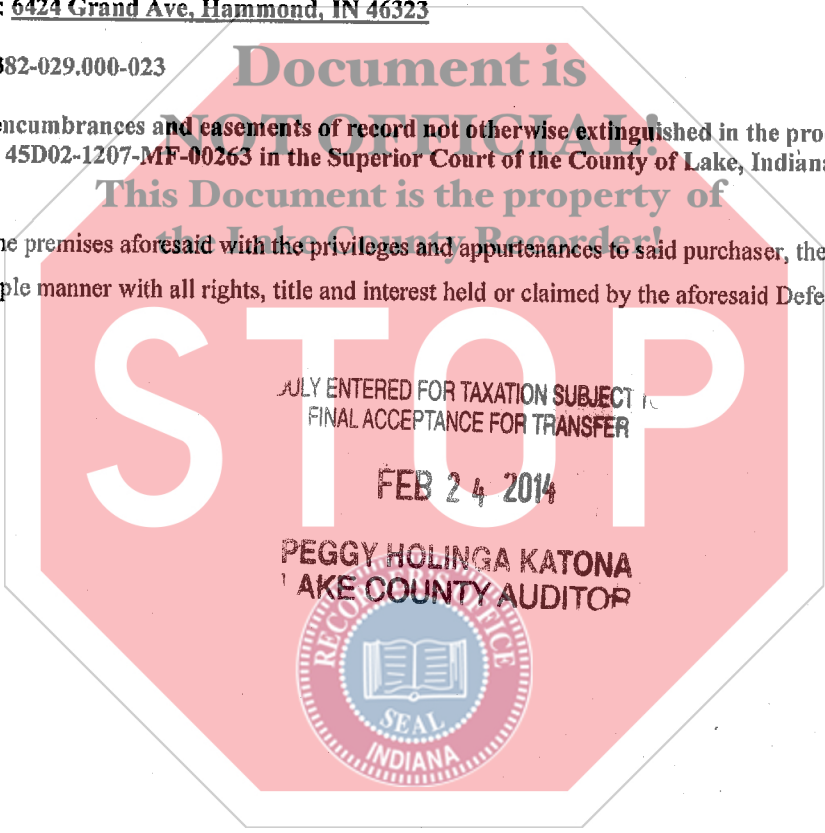 : 6424 Grand Ave, Hammond, IN 46323
382-029.000-023
Document is
encumbrances and easements of record not otherwise extinguished in the pro
NOT OFFICIAL!
45D02-1207-MF-00263 in the Superior Court of the County of Lake, Indiana
This Document is the property of
the Lake County Recorder!
he premises aforesaid with the privileges and appurtenances to said purchaser, the
ple manner with all rights, title and interest held or claimed by the aforesaid Defe
STOP
ULY ENTERED FOR TAXATION SUBJECT
FINAL ACCEPTANCE FOR TRANSFER
FEB 24 2014
PEGGY HOLINGA KATONA
LAKE COUNTY AUDITOR
RECORDER'S OFFICE
SEAL
INDIANA